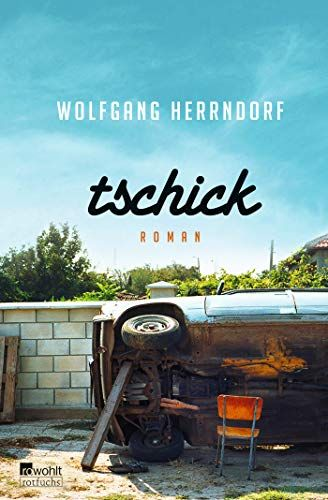 WOLFGANG HERRNDORF
tschick
ROMAN
rowohlt
rotfuchs